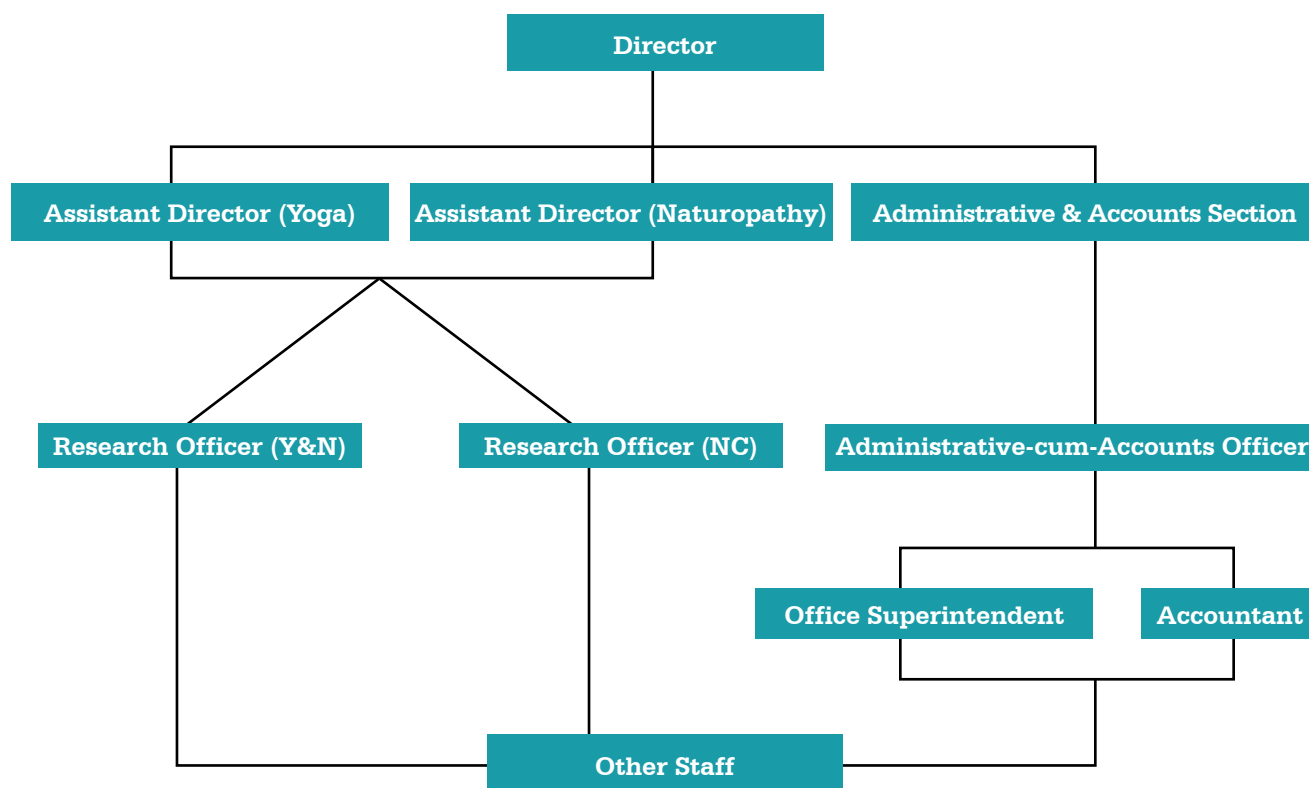 Director
Assistant Director (Yoga)
Assistant Director (Naturopathy)
Administrative & Accounts Section
Research Officer (Y&N)
Research Officer (NC)
Administrative-cum-Accounts Officer
Office Superintendent
Accountant
Other Staff